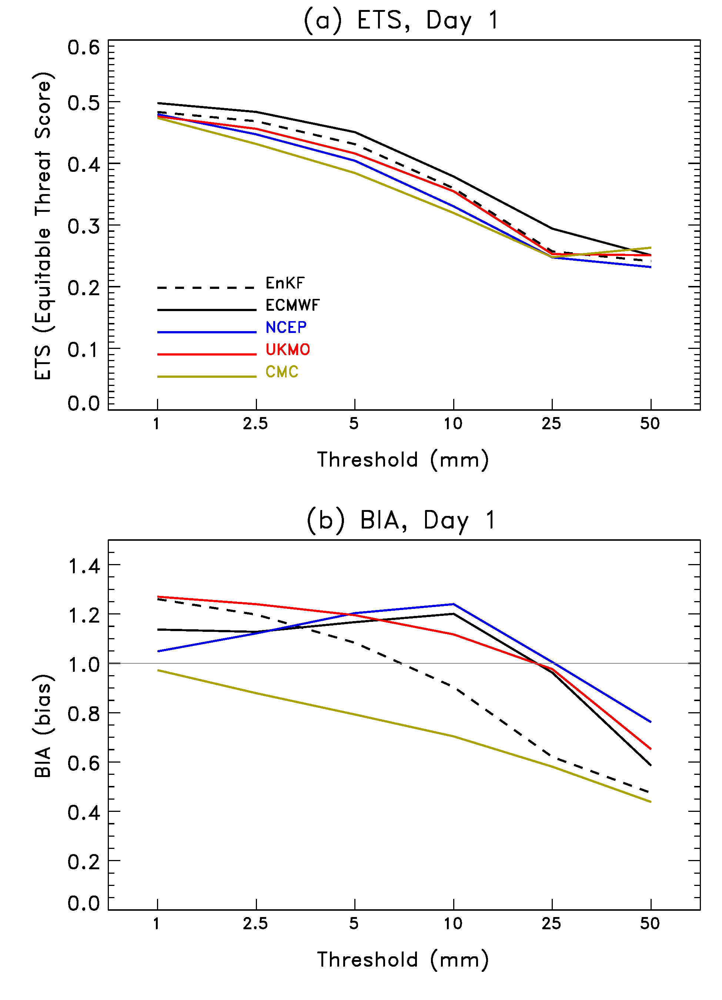 (a) ETS, Day 1
ETS (Equitable Threat Score)
0.6
0.5
0.4
0.3
0.2
0.1
0.0
EnKF
ECMWF
NCEP
UKMO
CMC
1 2.5 5 10 25 50
Threshold (mm)
(b) BIA, Day 1
BIA (bias)
1.4
1.2
1.0
0.8
0.6
0.4
0.2
0.0
1 2.5 5 10 25 50
Threshold (mm)